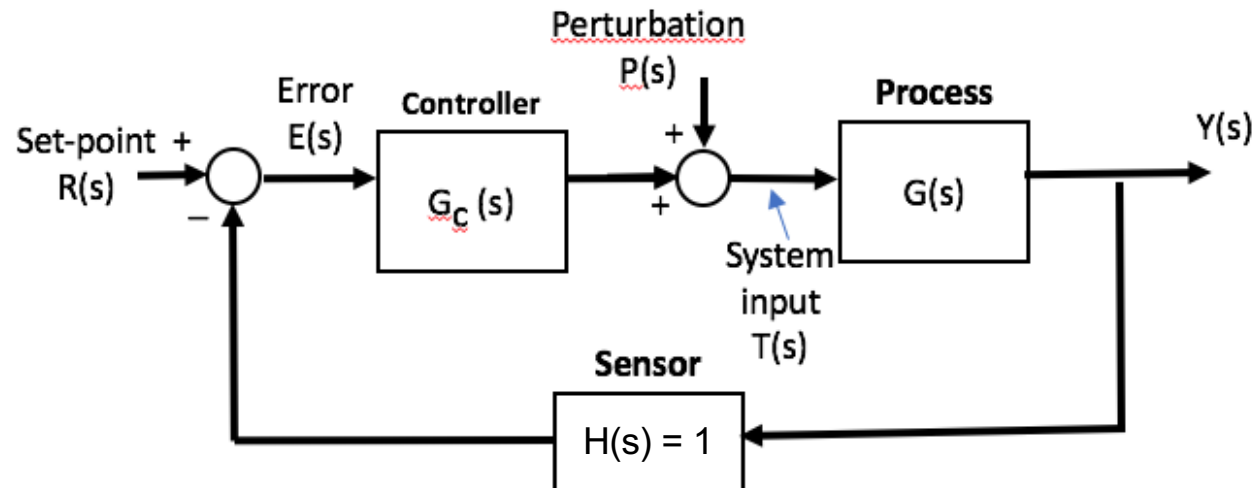 Perturbation
P(s)
Process
Error
E(s)
Controller
Set-point +
R(s)
−
G_C (s)
+
+
G(s)
Y(s)
System
input
T(s)
Sensor
H(s) = 1